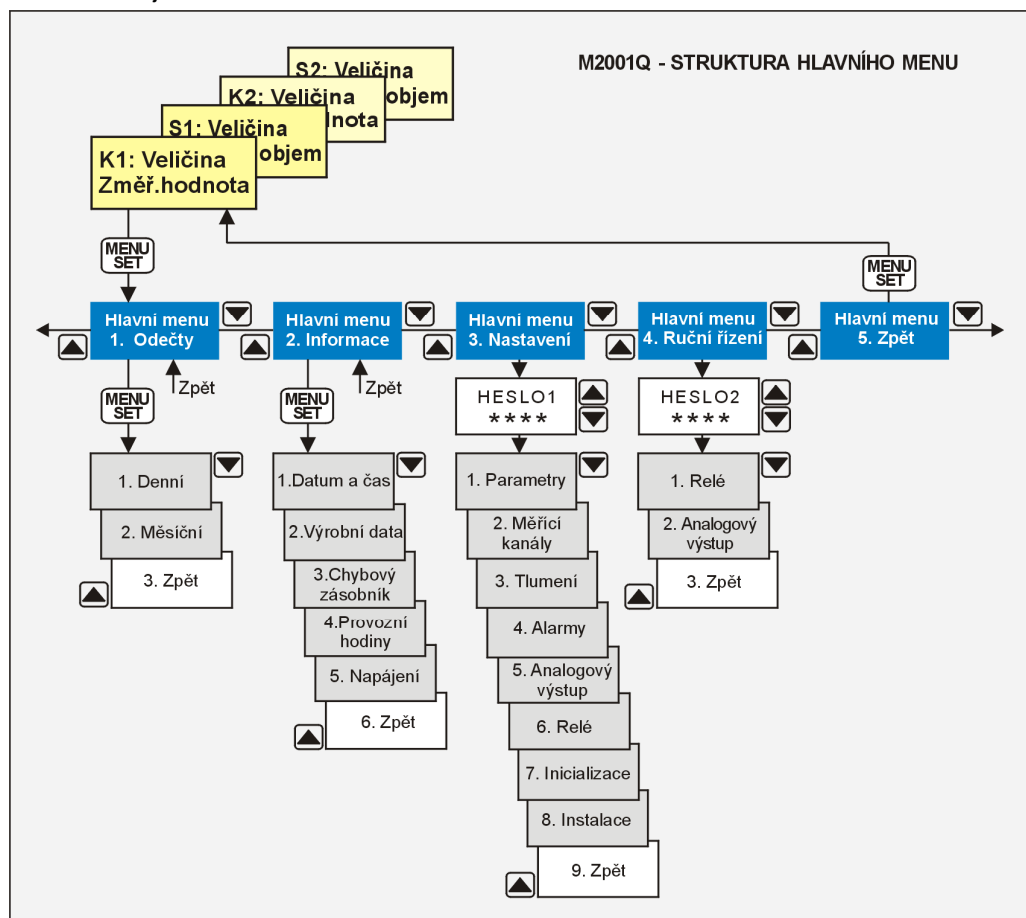 M2001Q - STRUKTURA HLAVNÍHO MENU
S2: Veličina
objem
K2: Veličina
dnota
S1: Veličina
objem
K1: Veličina
Změř.hodnota
MENU
SET
MENU
SET
Hlavní menu
1. Odečty
Hlavní menu
2. Informace
Hlavní menu
3. Nastavení
Hlavní menu
4. Ruční řízení
Hlavní menu
5. Zpět
MENU
SET
Zpět
MENU
SET
Zpět
HESLO1
****
HESLO2
****
1. Denní
2. Měsíční
3. Zpět
1.Datum a čas
2.Výrobní data
3.Chybový
zásobník
4.Provozní
hodiny
5. Napájení
6. Zpět
1. Parametry
2. Měřící
kanály
3. Tlumení
4. Alarmy
5. Analogový
výstup
6. Relé
7. Inicializace
8. Instalace
9. Zpět
1. Relé
2. Analogový
výstup
3. Zpět